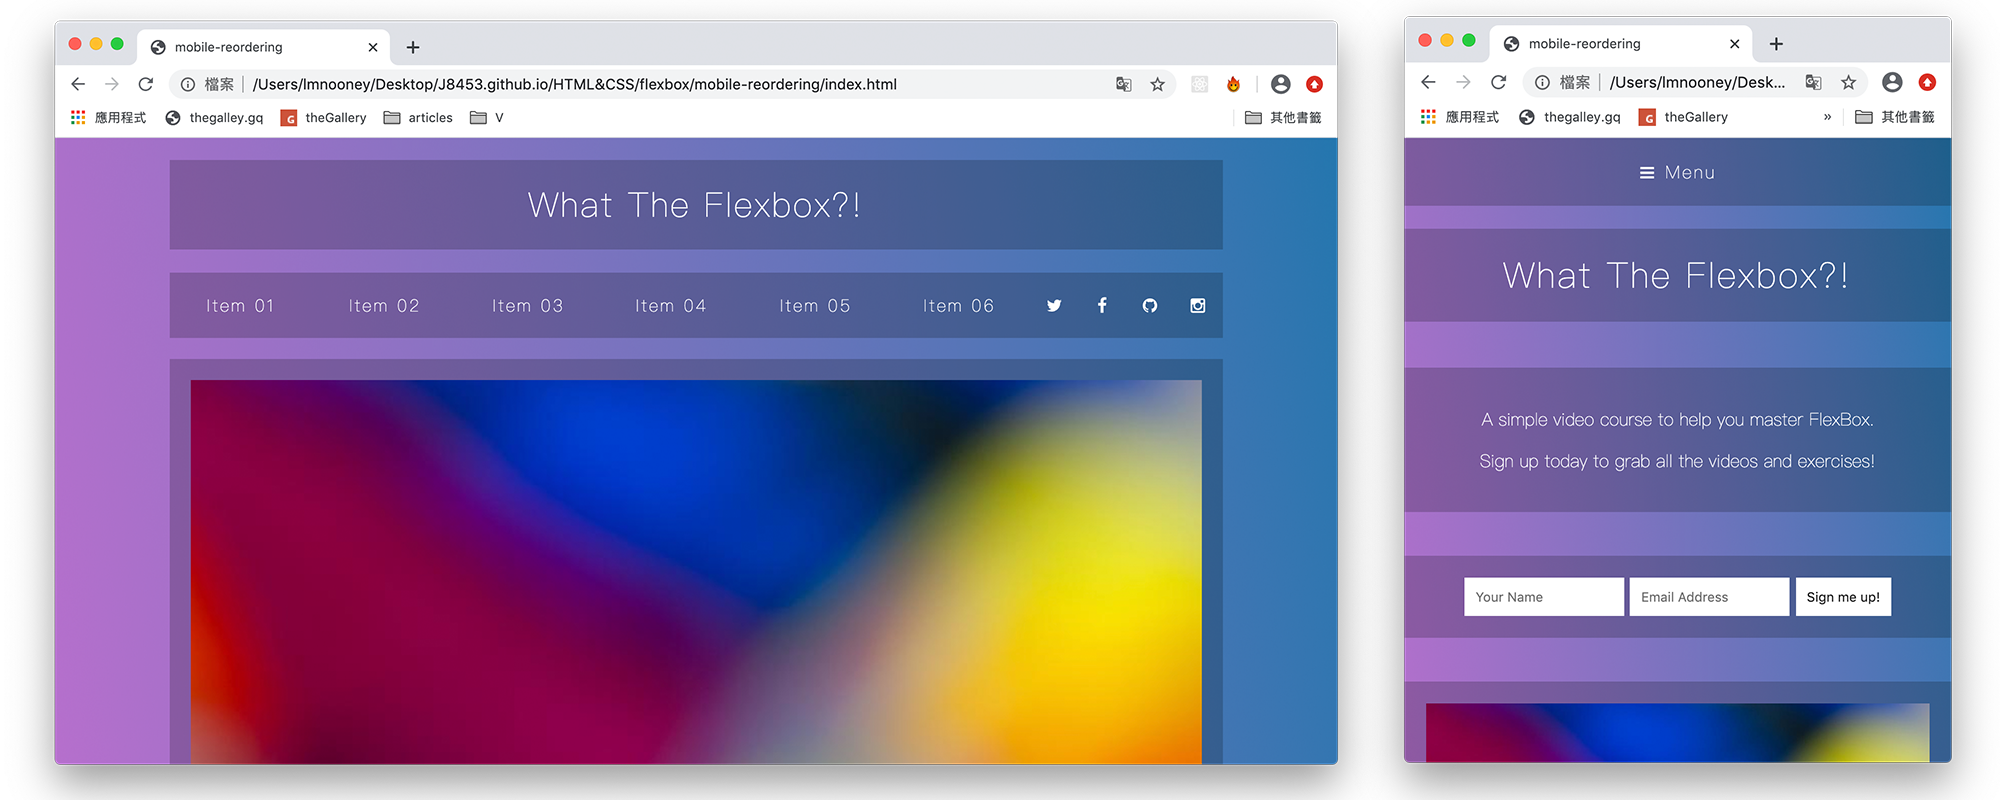 mobile-reordering
檔案 /Users/lmnooney/Desktop/J8453.github.io/HTML&CSS/flexbox/mobile-reordering/index.html
應用程式 thegalley.gq theGallery articles V 其他書籤
What The Flexbox?!
Item 01 Item 02 Item 03 Item 04 Item 05 Item 06
mobile-reordering
檔案 /Users/lmnooney/Desk...
應用程式 thegalley.gq theGallery » 其他書籤
Menu
What The Flexbox?!
A simple video course to help you master FlexBox.
Sign up today to grab all the videos and exercises!
Your Name Email Address Sign me up!